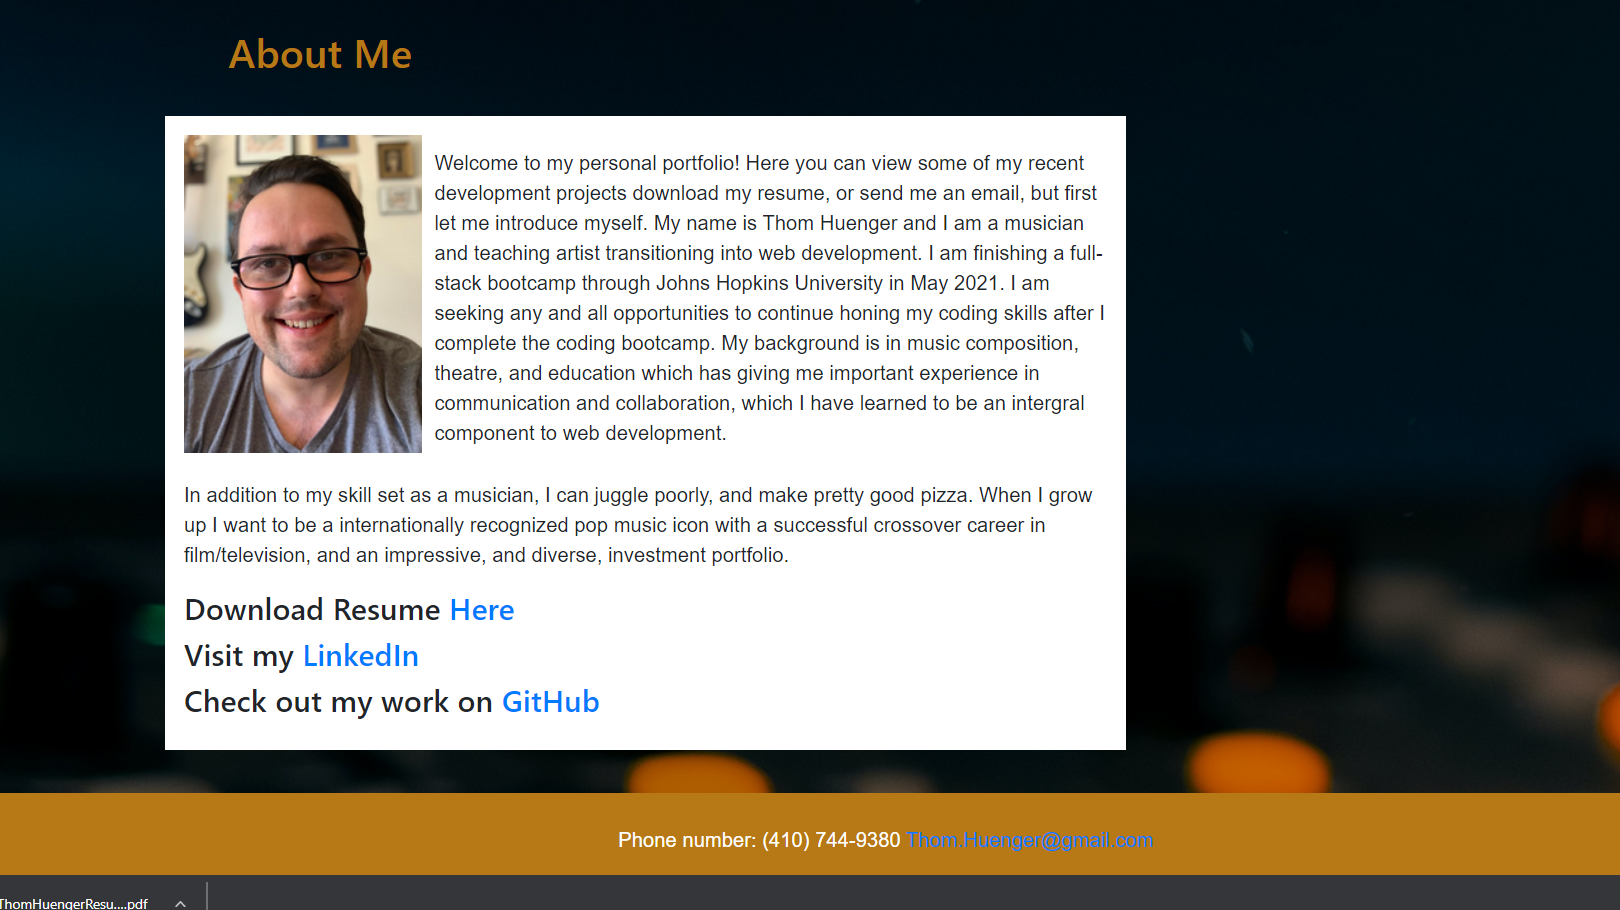 About Me
Welcome to my personal portfolio! Here you can view some of my recent
development projects download my resume, or send me an email, but first
let me introduce myself. My name is Thom Huenger and I am a musician
and teaching artist transitioning into web development. I am finishing a full-
stack bootcamp through Johns Hopkins University in May 2021. I am
seeking any and all opportunities to continue honing my coding skills after I
complete the coding bootcamp. My background is in music composition,
theatre, and education which has giving me important experience in
communication and collaboration, which I have learned to be an intergral
component to web development.
In addition to my skill set as a musician, I can juggle poorly, and make pretty good pizza. When I grow
up I want to be a internationally recognized pop music icon with a successful crossover career in
film/television, and an impressive, and diverse, investment portfolio.
Download Resume Here
Visit my LinkedIn
Check out my work on GitHub
Phone number: (410) 744-9380 Thom.Huenger@gmail.com
ThomHuengerResu....pdf